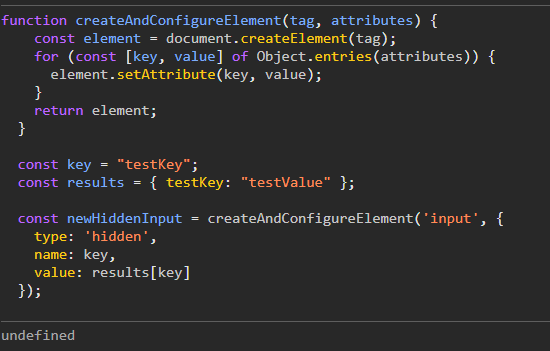 function createAndConfigureElement(tag, attributes) {
    const element = document.createElement(tag);
    for (const [key, value] of Object.entries(attributes)) {
      element.setAttribute(key, value);
    }
    return element;
  }

  const key = "testKey";
  const results = { testKey: "testValue" };

  const newHiddenInput = createAndConfigureElement('input', {
    type: 'hidden',
    name: key,
    value: results[key]
  });
undefined